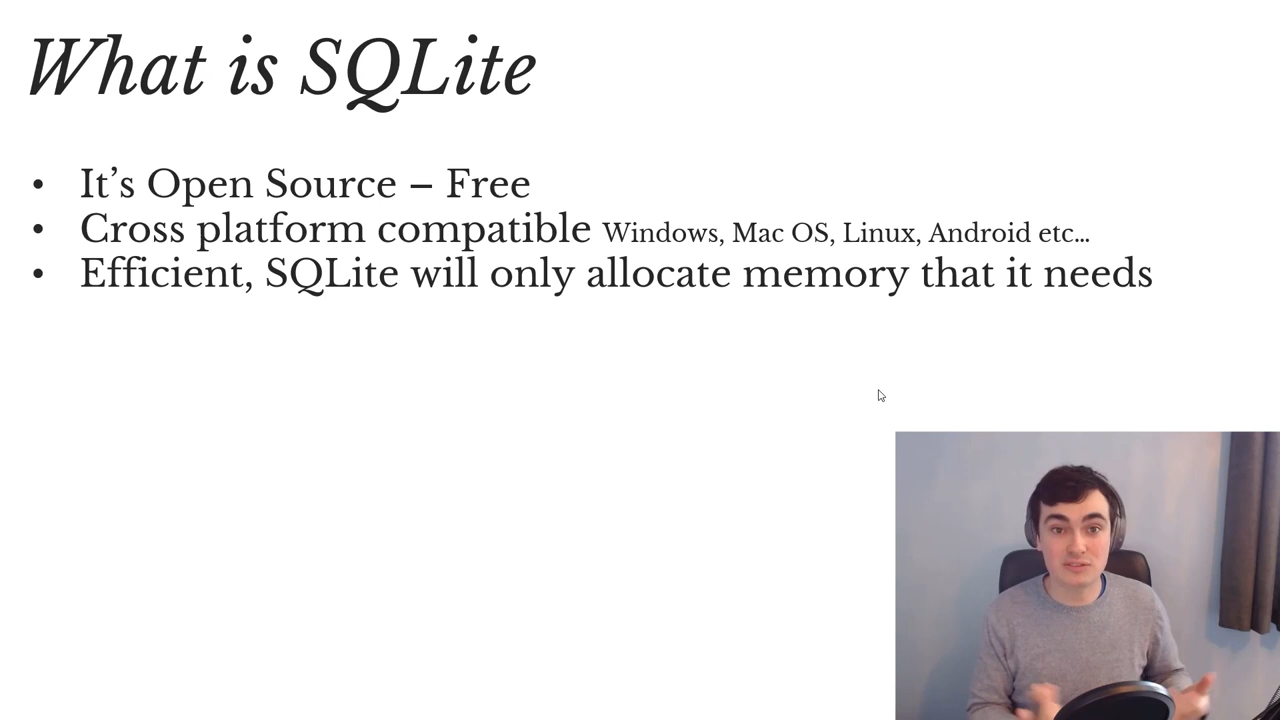 What is SQLite
• It’s Open Source – Free
• Cross platform compatible Windows, Mac OS, Linux, Android etc…
• Efficient, SQLite will only allocate memory that it needs